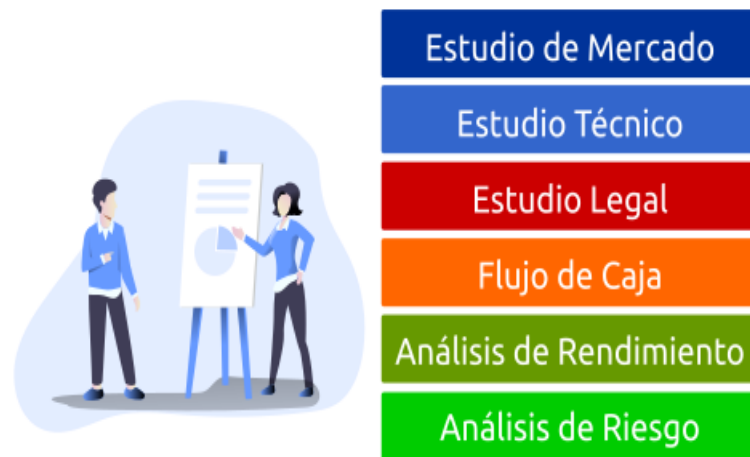 Estudio de Mercado
Estudio Técnico
Estudio Legal
Flujo de Caja
Análisis de Rendimiento
Análisis de Riesgo